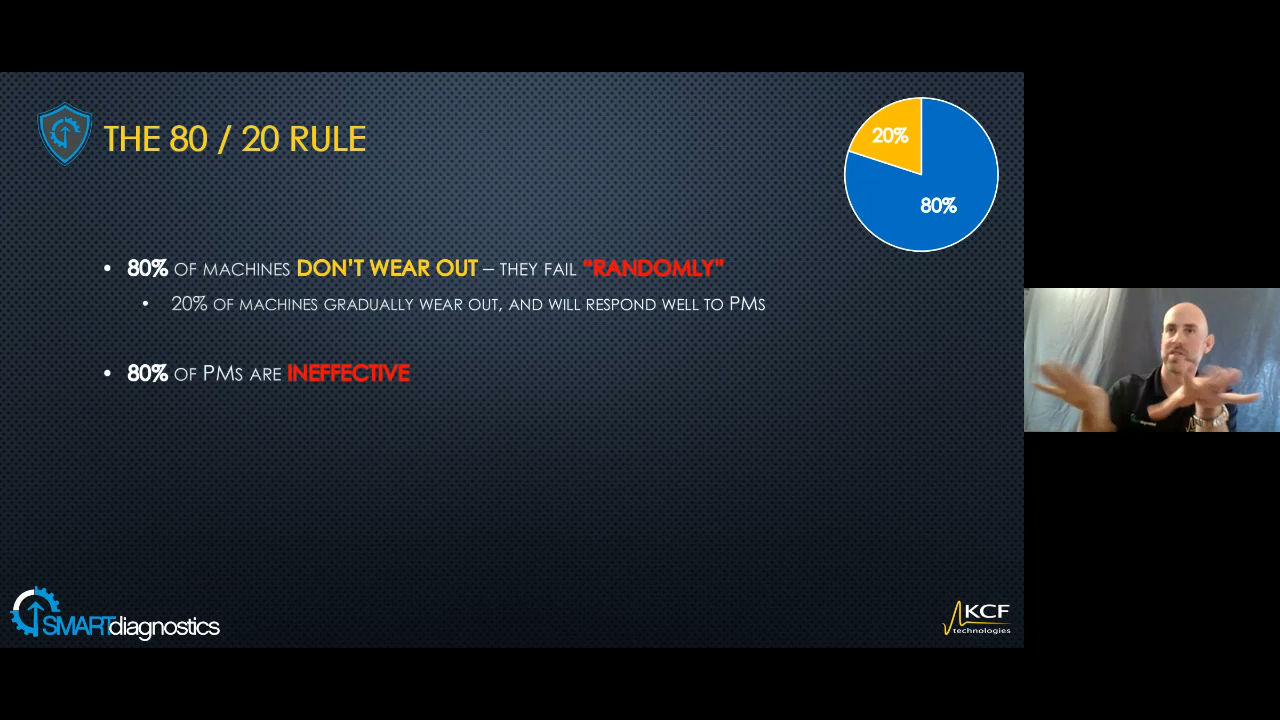 THE 80 / 20 RULE
20%
80%
• 80% OF MACHINES DON'T WEAR OUT – THEY FAIL “RANDOMLY”
• 20% OF MACHINES GRADUALLY WEAR OUT, AND WILL RESPOND WELL TO PMS
• 80% OF PMS ARE INEFFECTIVE
SMARTdiagnostics
KCF
technologies